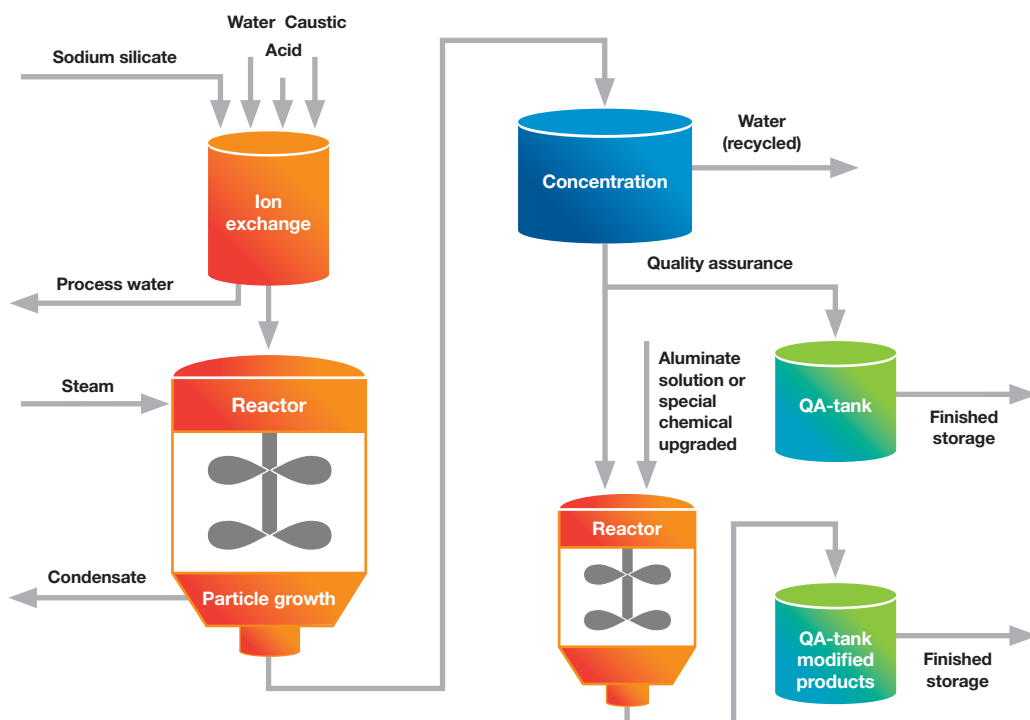 Water Caustic
Acid
Sodium silicate
Ion
exchange
Process water
Steam
Reactor
Condensate
Particle growth
Concentration
Water
(recycled)
Quality assurance
Aluminate
solution or
special
chemical
upgraded
QA-tank
Finished
storage
Reactor
QA-tank
modified
products
Finished
storage